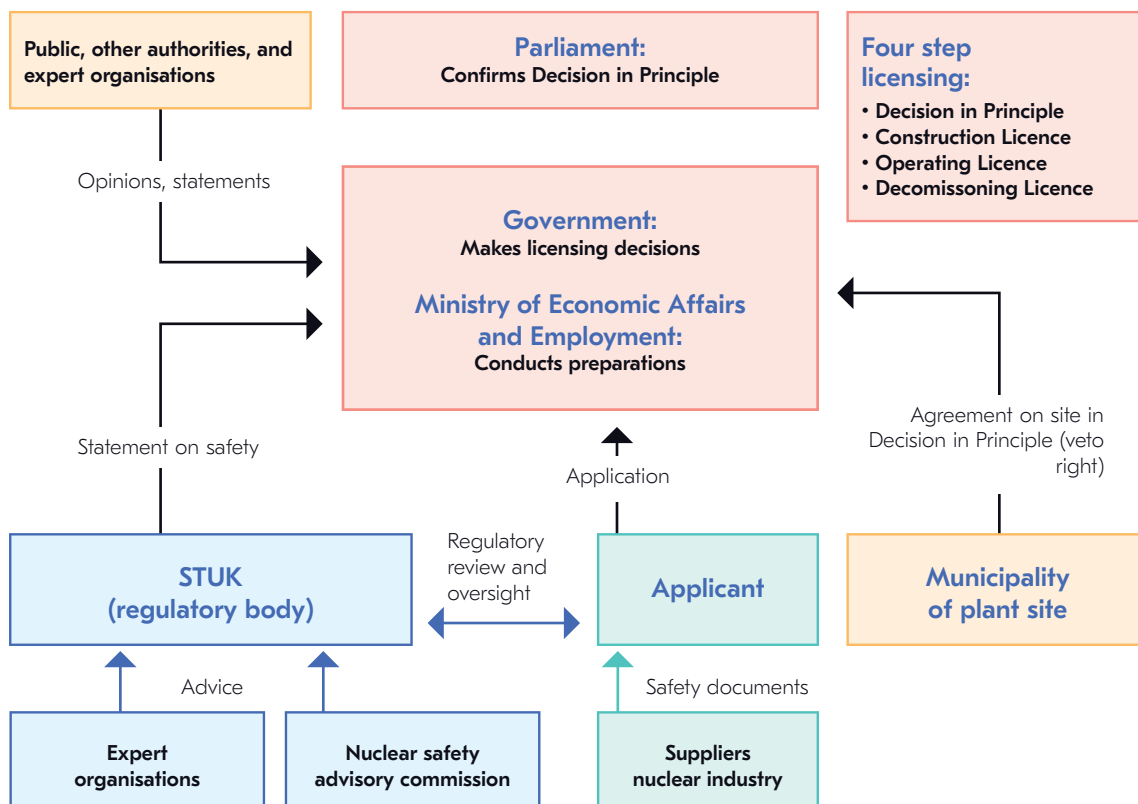 Public, other authorities, and
expert organisations
Parliament:
Confirms Decision in Principle
Four step
licensing:
• Decision in Principle
• Construction Licence
• Operating Licence
• Decomissoning Licence
Opinions, statements
Government:
Makes licensing decisions
Ministry of Economic Affairs
and Employment:
Conducts preparations
Statement on safety
Application
Agreement on site in
Decision in Principle (veto
right)
STUK
(regulatory body)
Regulatory
review and
oversight
Applicant
Municipality
of plant site
Advice
Safety documents
Expert
organisations
Nuclear safety
advisory commission
Suppliers
nuclear industry